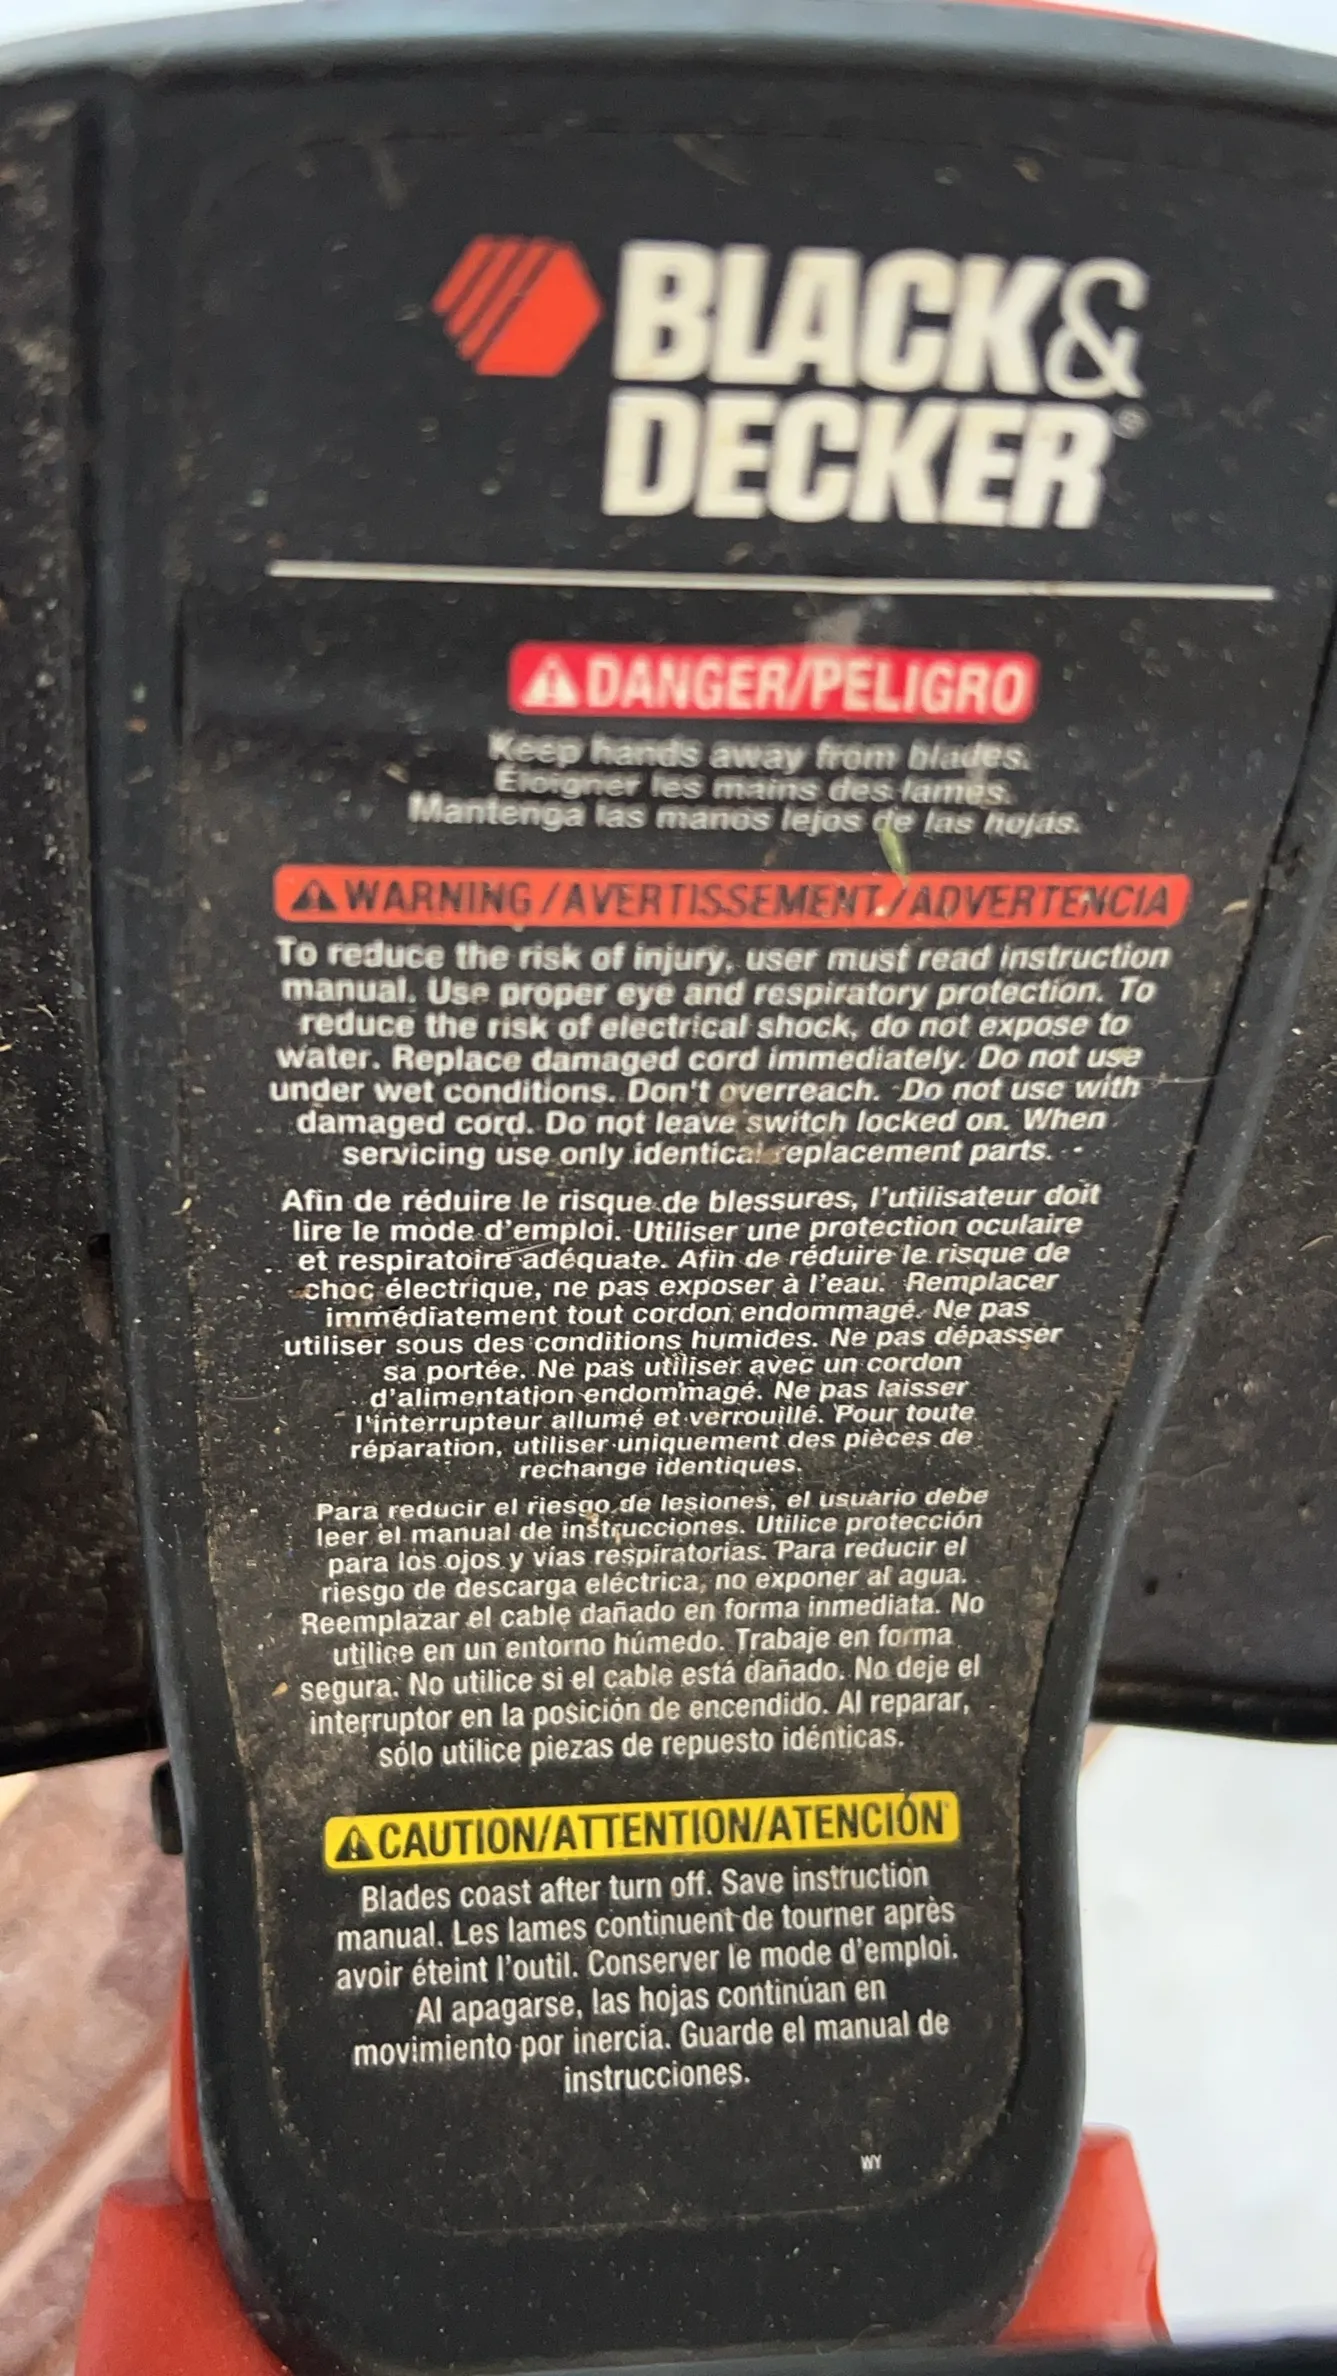 BLACK&
DECKER®
DANGER/PELIGRO
Keep hands away from blades.
Éloigner les mains des lames.
Mantenga las manos lejos de las hojas.
WARNING/AVERTISSEMENT/ADVERTENCIA
To reduce the risk of injury, user must read instruction
manual. Use proper eye and respiratory protection. To
reduce the risk of electrical shock, do not expose to
water. Replace damaged cord immediately. Do not use
under wet conditions. Don't overreach. Do not use with
damaged cord. Do not leave switch locked on. When
servicing use only identical replacement parts.
Afin de réduire le risque de blessures, l'utilisateur doit
lire le mode d'emploi. Utiliser une protection oculaire
et respiratoire adéquate. Afin de réduire le risque de
choc électrique, ne pas exposer à l'eau. Remplacer
immédiatement tout cordon endommagé. Ne pas
utiliser sous des conditions humides. Ne pas dépasser
sa portée. Ne pas utiliser avec un cordon
d'alimentation endommagé. Ne pas laisser
l'interrupteur allumé et verrouillé. Pour toute
réparation, utiliser uniquement des pièces de
rechange identiques.
Para reducir el riesgo de lesiones, el usuario debe
leer el manual de instrucciones. Utilice protección
para los ojos y vías respiratorias. Para reducir el
riesgo de descarga eléctrica, no exponer al agua.
Reemplazar el cable dañado en forma inmediata. No
utilice en un entorno húmedo. Trabaje en forma
segura. No utilice si el cable está dañado. No deje el
interruptor en la posición de encendido. Al reparar,
sólo utilice piezas de repuesto idénticas.
CAUTION/ATTENTION/ATENCIÓN
Blades coast after turn off. Save instruction
manual. Les lames continuent de tourner après
avoir éteint l'outil. Conserver le mode d'emploi.
Al apagarse, las hojas continúan en
movimiento por inercia. Guarde el manual de
instrucciones.
WY